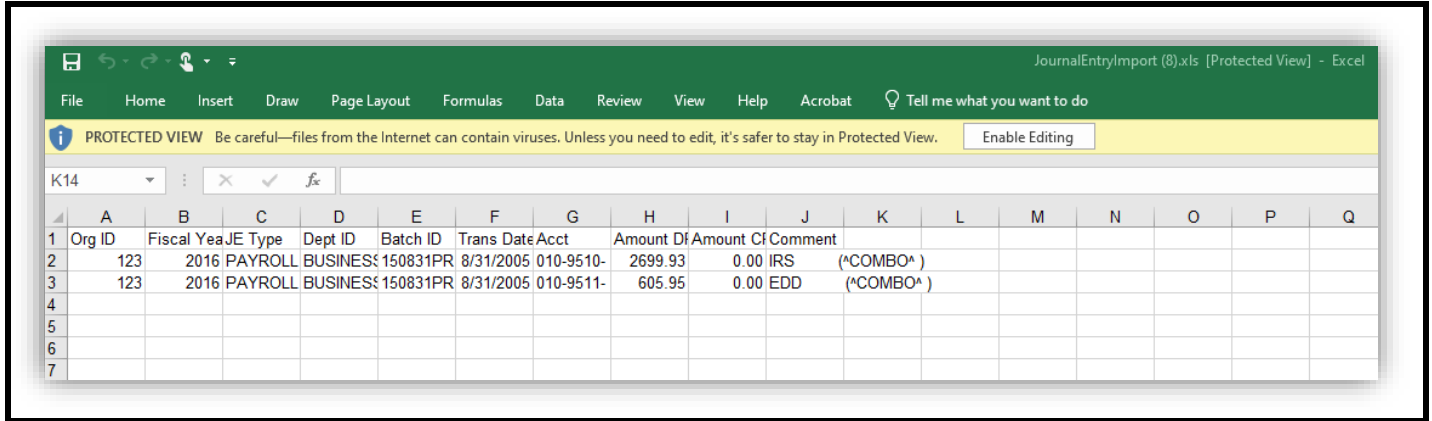 JournalEntryImport (8).xls [Protected View] - Excel
File Home Insert Draw Page Layout Formulas Data Review View Help Acrobat Tell me what you want to do
PROTECTED VIEW Be careful—files from the Internet can contain viruses. Unless you need to edit, it's safer to stay in Protected View. Enable Editing
K14 fx
A B C D E F G H I J K L M N O P Q
1 Org ID Fiscal Yea JE Type Dept ID Batch ID Trans Date Acct Amount DR Amount CR Comment
2 123 2016 PAYROLL BUSINESS 150831PR 8/31/2005 010-9510- 2699.93 0.00 IRS (^COMBO^ )
3 123 2016 PAYROLL BUSINESS 150831PR 8/31/2005 010-9511- 605.95 0.00 EDD (^COMBO^ )
4
5
6
7